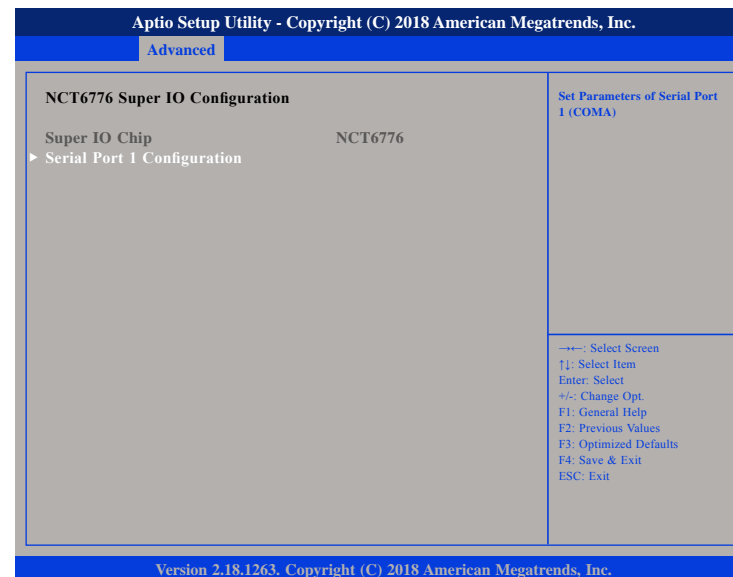 Aptio Setup Utility - Copyright (C) 2018 American Megatrends, Inc.
Advanced
NCT6776 Super IO Configuration
Super IO Chip NCT6776
▶ Serial Port 1 Configuration
Set Parameters of Serial Port
1 (COMA)
→←: Select Screen
↑↓: Select Item
Enter: Select
+/-: Change Opt.
F1: General Help
F2: Previous Values
F3: Optimized Defaults
F4: Save & Exit
ESC: Exit
Version 2.18.1263. Copyright (C) 2018 American Megatrends, Inc.